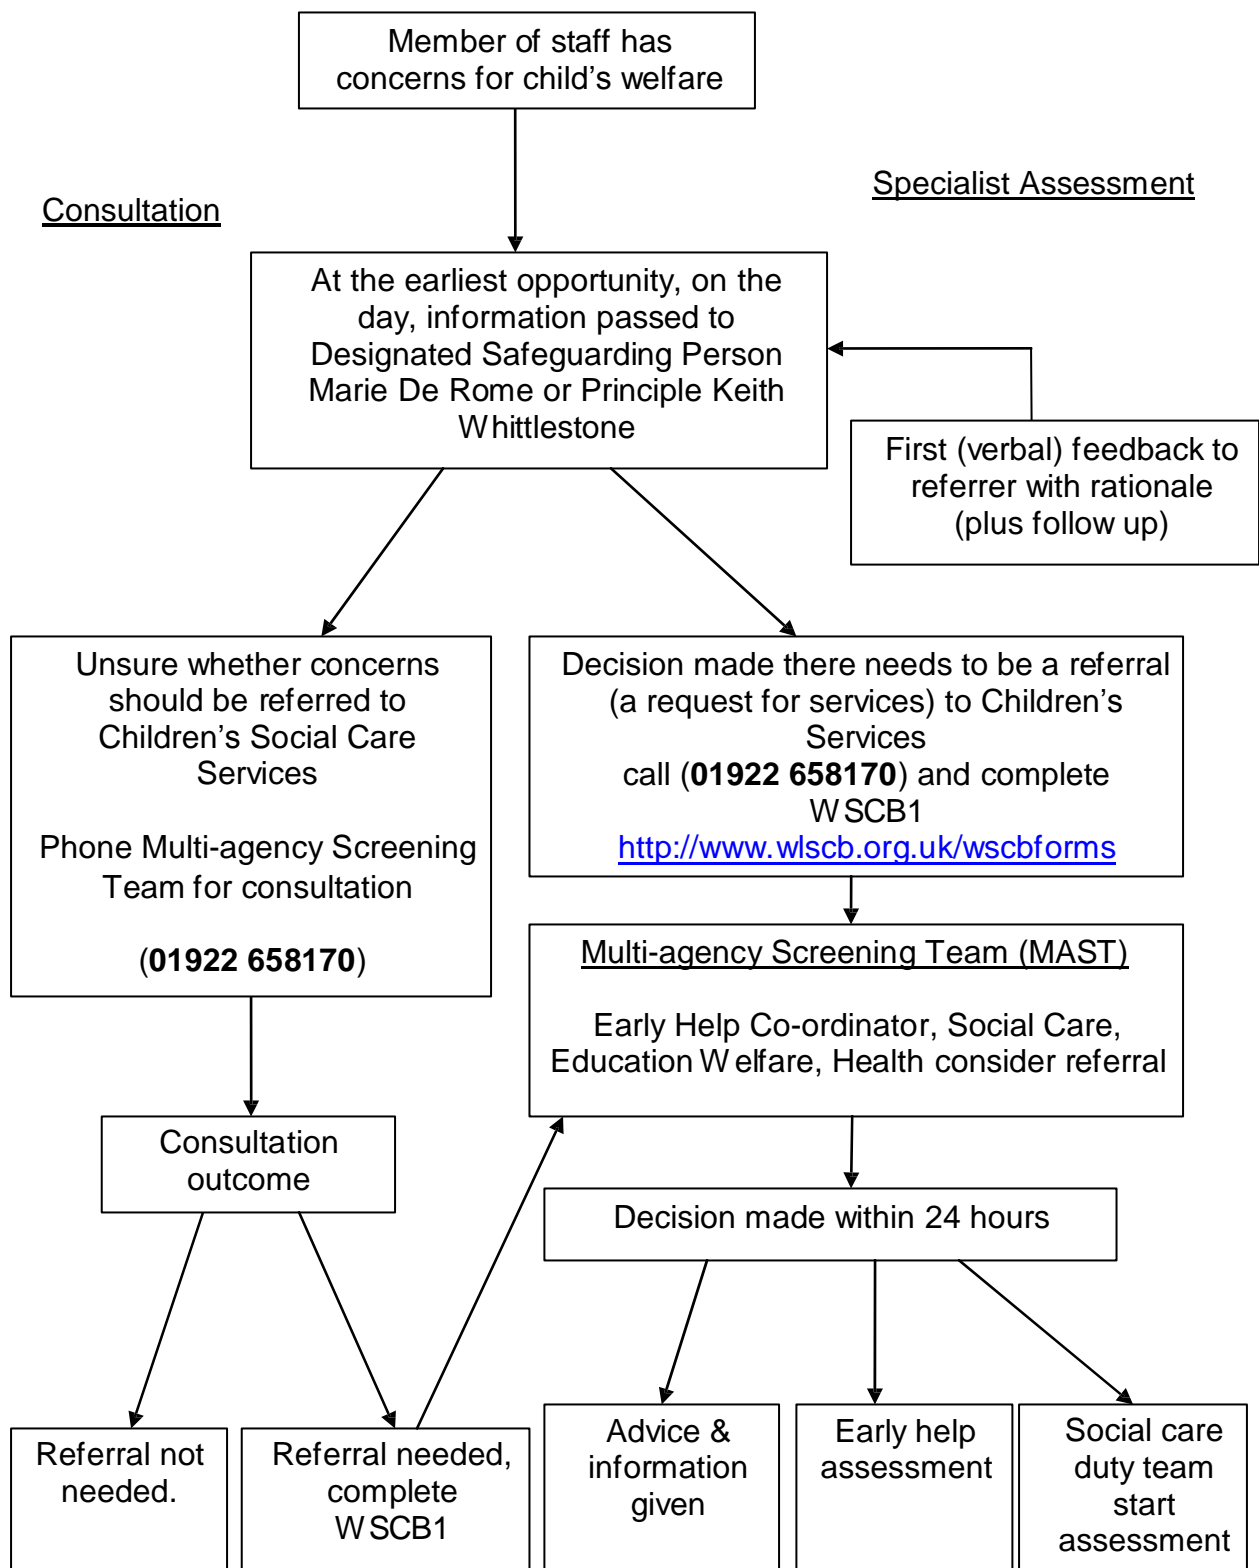 Member of staff has
concerns for child’s welfare
Consultation
Specialist Assessment
At the earliest opportunity, on the
day, information passed to
Designated Safeguarding Person
Marie De Rome or Principle Keith
Whittlestone
First (verbal) feedback to
referrer with rationale
(plus follow up)
Unsure whether concerns
should be referred to
Children’s Social Care
Services
Phone Multi-agency Screening
Team for consultation
(01922 658170)
Decision made there needs to be a referral
(a request for services) to Children’s
Services
call (01922 658170) and complete
WSCB1
http://www.wlscb.org.uk/wscbforms
Multi-agency Screening Team (MAST)
Early Help Co-ordinator, Social Care,
Education Welfare, Health consider referral
Consultation
outcome
Decision made within 24 hours
Referral not
needed.
Referral needed,
complete
WSCB1
Advice &
information
given
Early help
assessment
Social care
duty team
start
assessment